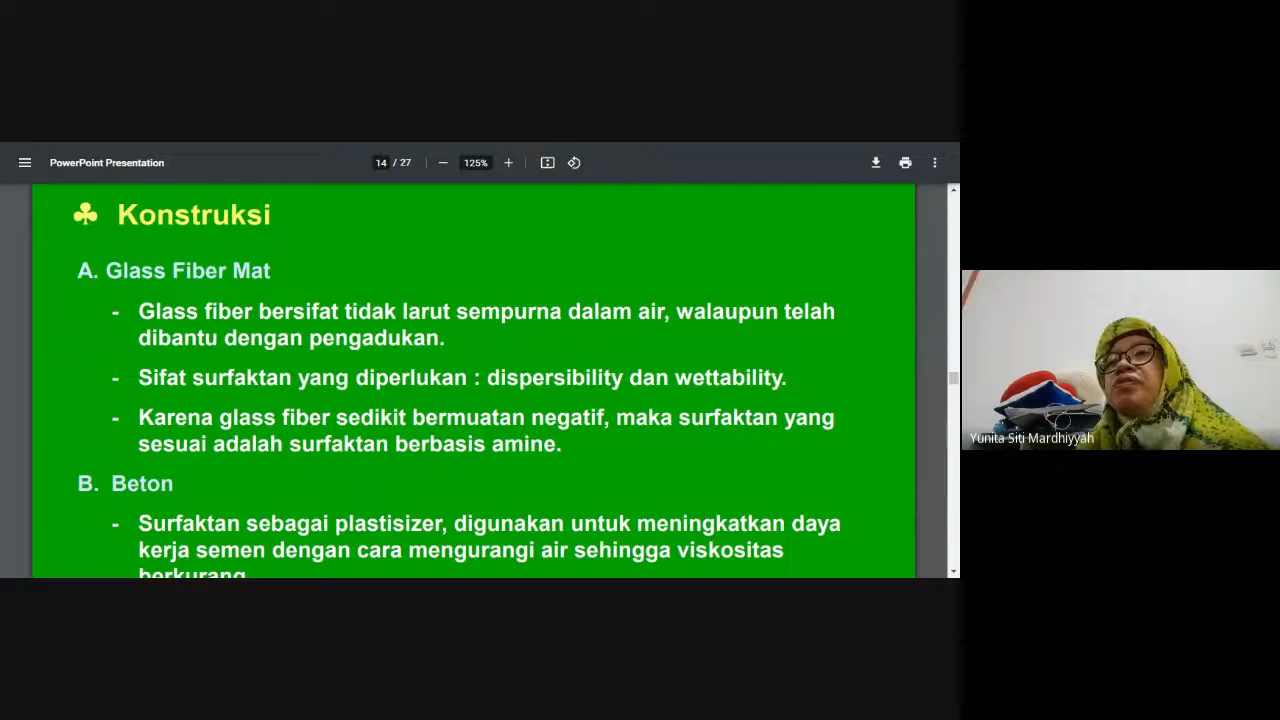 PowerPoint Presentation 14 / 27 125%
♣ Konstruksi
A. Glass Fiber Mat
- Glass fiber bersifat tidak larut sempurna dalam air, walaupun telah
dibantu dengan pengadukan.
- Sifat surfaktan yang diperlukan : dispersibility dan wettability.
- Karena glass fiber sedikit bermuatan negatif, maka surfaktan yang
sesuai adalah surfaktan berbasis amine.
B. Beton
- Surfaktan sebagai plastisizer, digunakan untuk meningkatkan daya
kerja semen dengan cara mengurangi air sehingga viskositas
berkurang
Yunita Siti Mardhiyyah